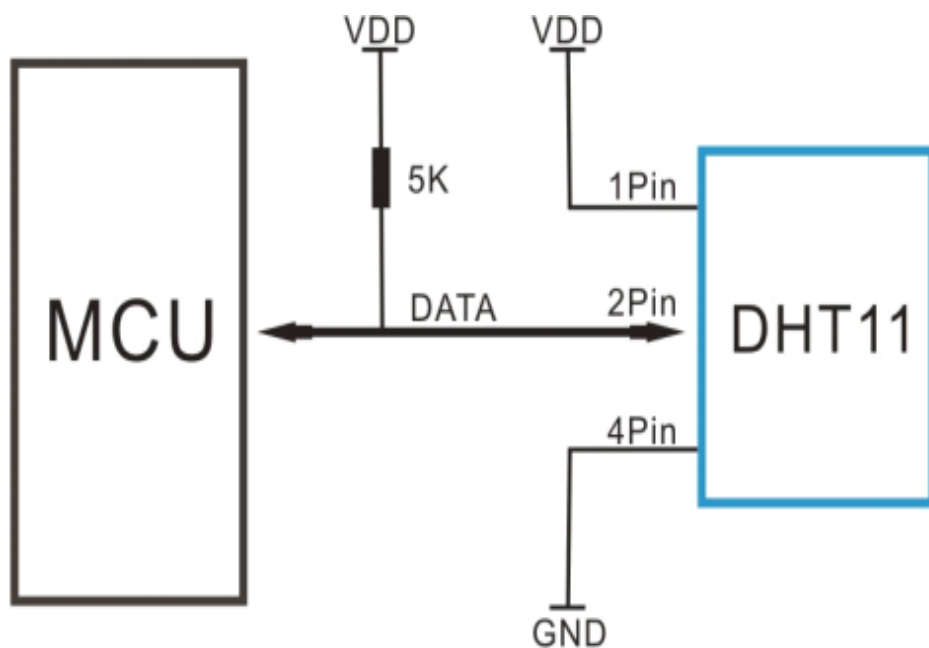 VDD
VDD
5K
1Pin
MCU
DATA
2Pin
DHT11
4Pin
GND